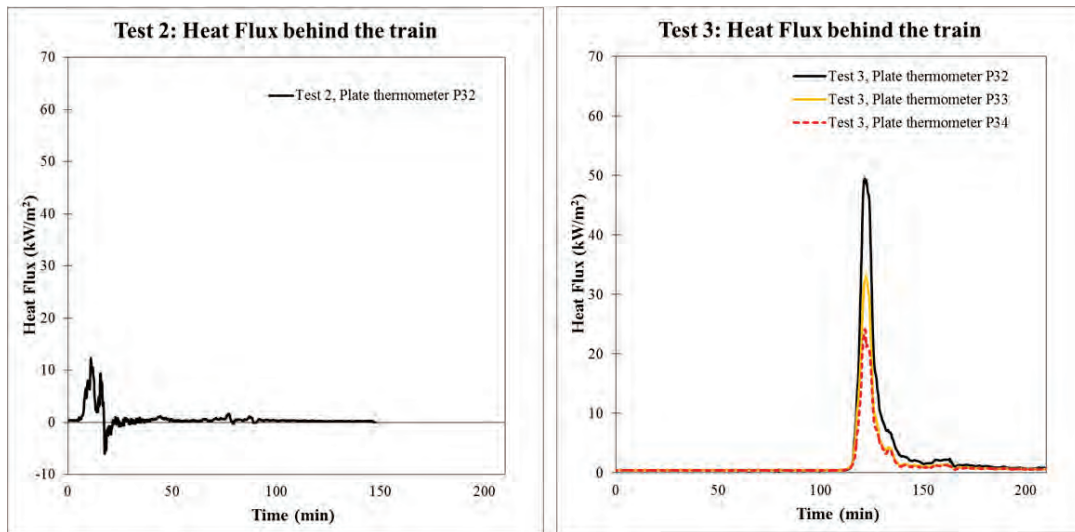 Test 2: Heat Flux behind the train
70
60
50
40
30
20
10
0
-10
Heat Flux (kW/m²)
Test 2, Plate thermometer P32
0
50
100
150
200
Time (min)
Test 3: Heat Flux behind the train
70
60
50
40
30
20
10
0
Heat Flux (kW/m²)
Test 3, Plate thermometer P32
Test 3, Plate thermometer P33
Test 3, Plate thermometer P34
0
50
100
150
200
Time (min)